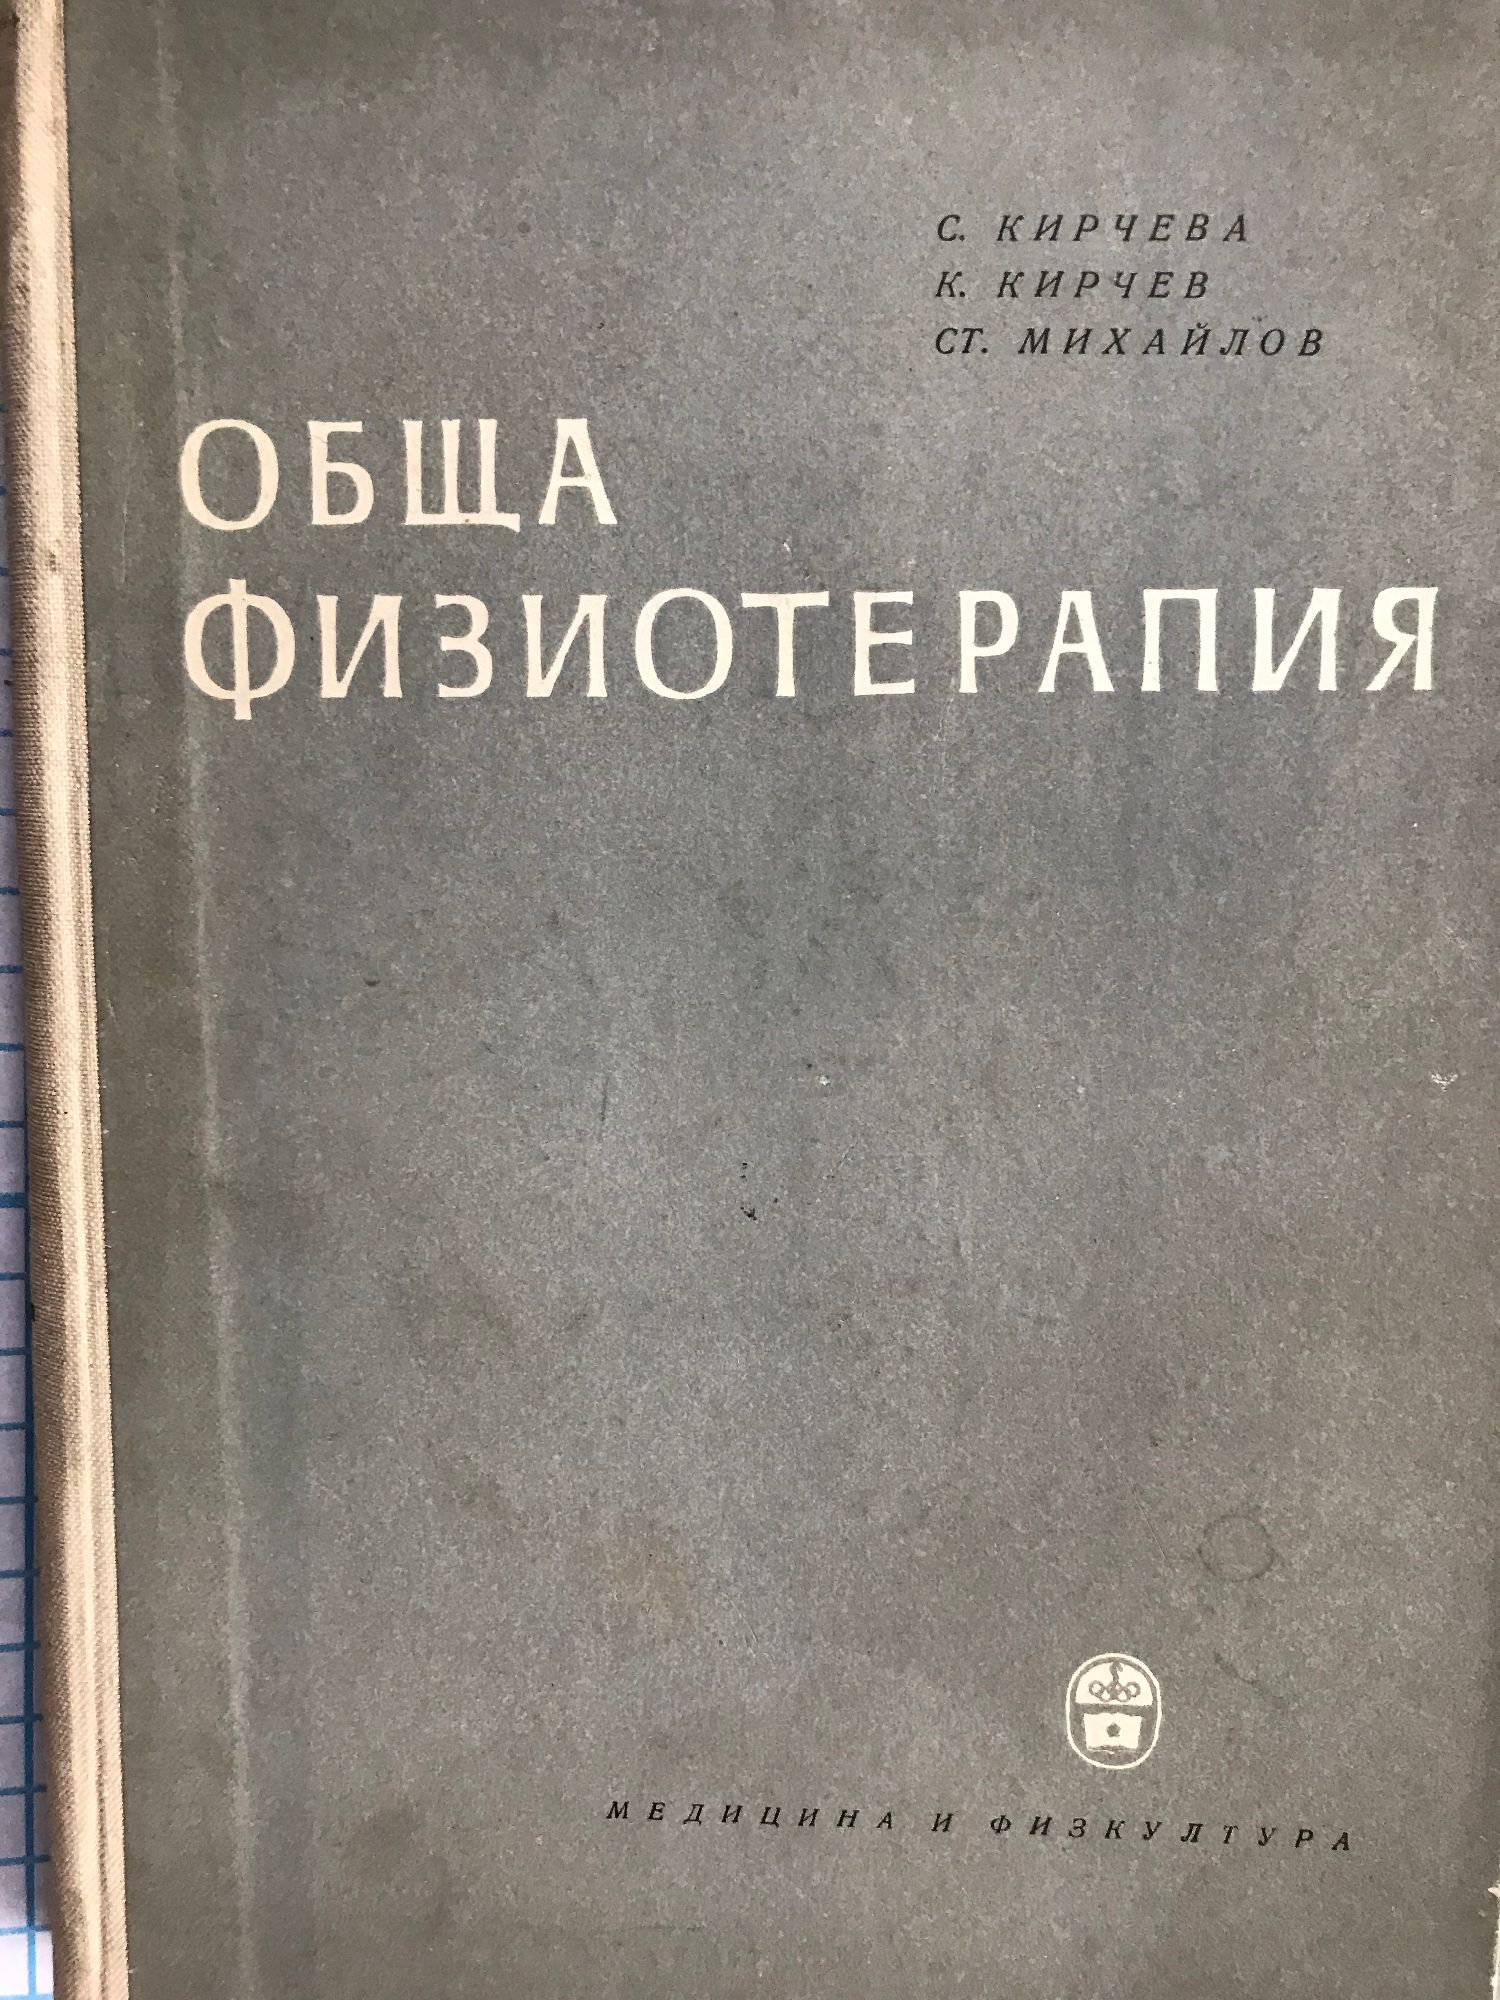 С. КИРЧЕВА
К. КИРЧЕВ
СТ. МИХАЙЛОВ
ОБЩА
ФИЗИОТЕРАПИЯ
МЕДИЦИНА И ФИЗКУЛТУРА